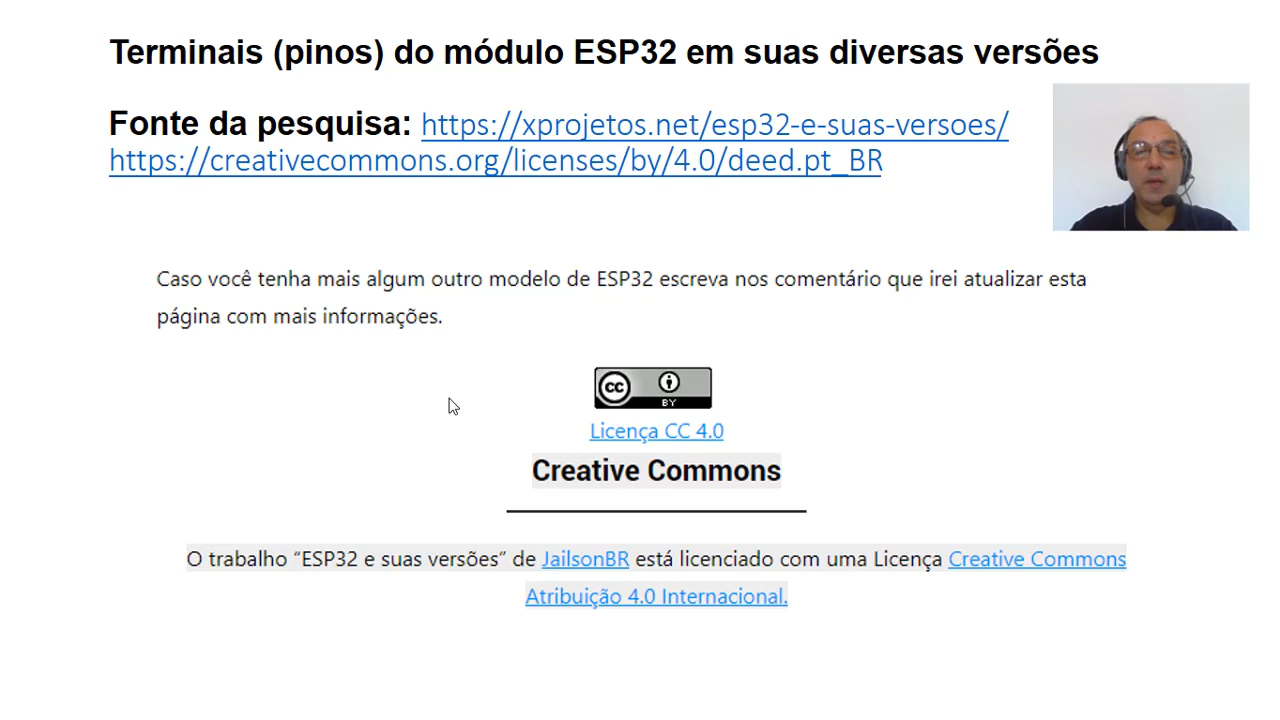 Terminais (pinos) do módulo ESP32 em suas diversas versões
Fonte da pesquisa: https://xprojetos.net/esp32-e-suas-versoes/
https://creativecommons.org/licenses/by/4.0/deed.pt_BR
Caso você tenha mais algum outro modelo de ESP32 escreva nos comentário que irei atualizar esta
página com mais informações.
cc
BY
Licença CC 4.0
Creative Commons
O trabalho “ESP32 e suas versões” de JailsonBR está licenciado com uma Licença Creative Commons
Atribuição 4.0 Internacional.